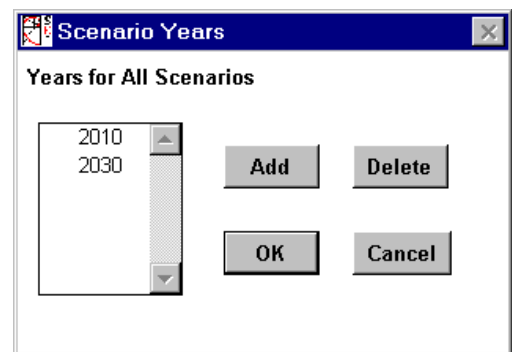 Scenario Years
Years for All Scenarios
2010
2030
Add Delete
OK Cancel